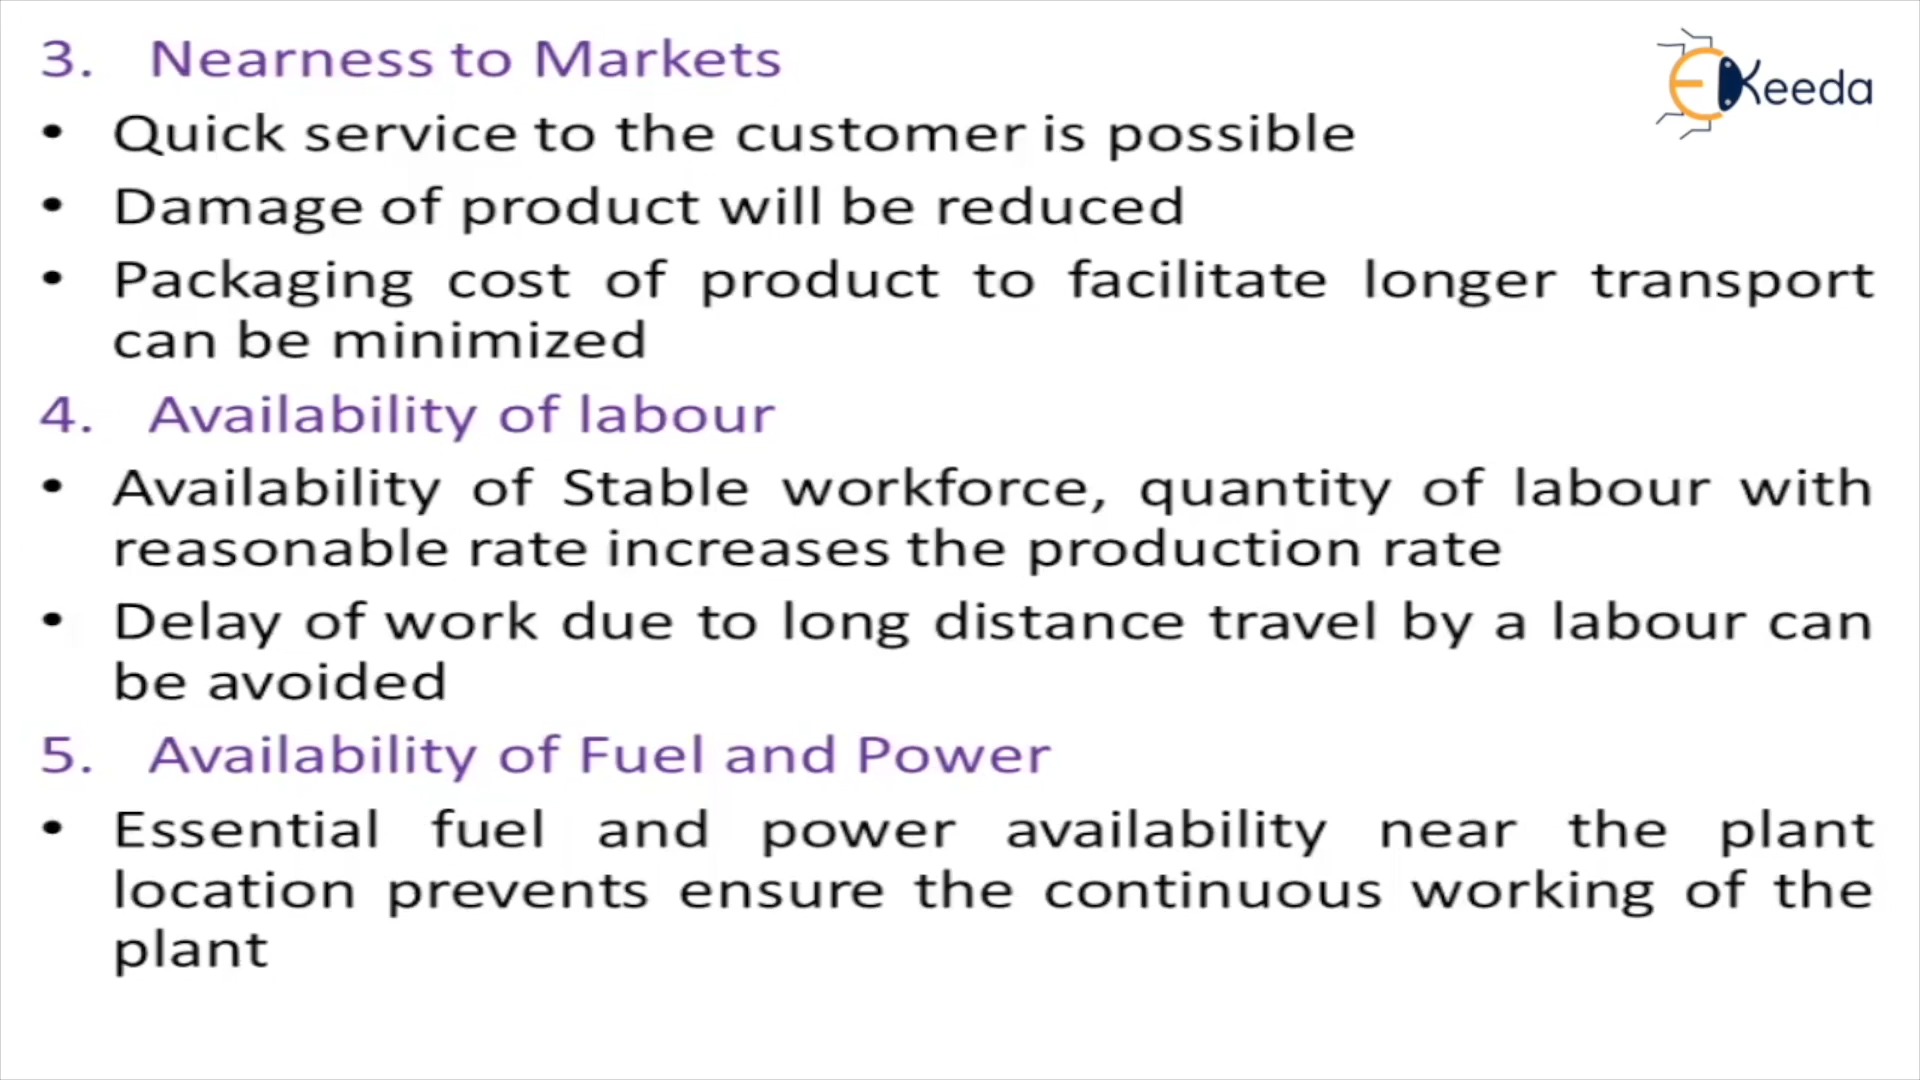 3. Nearness to Markets
EKeeda
• Quick service to the customer is possible
• Damage of product will be reduced
• Packaging cost of product to facilitate longer transport
can be minimized
4. Availability of labour
• Availability of Stable workforce, quantity of labour with
reasonable rate increases the production rate
• Delay of work due to long distance travel by a labour can
be avoided
5. Availability of Fuel and Power
• Essential fuel and power availability near the plant
location prevents ensure the continuous working of the
plant